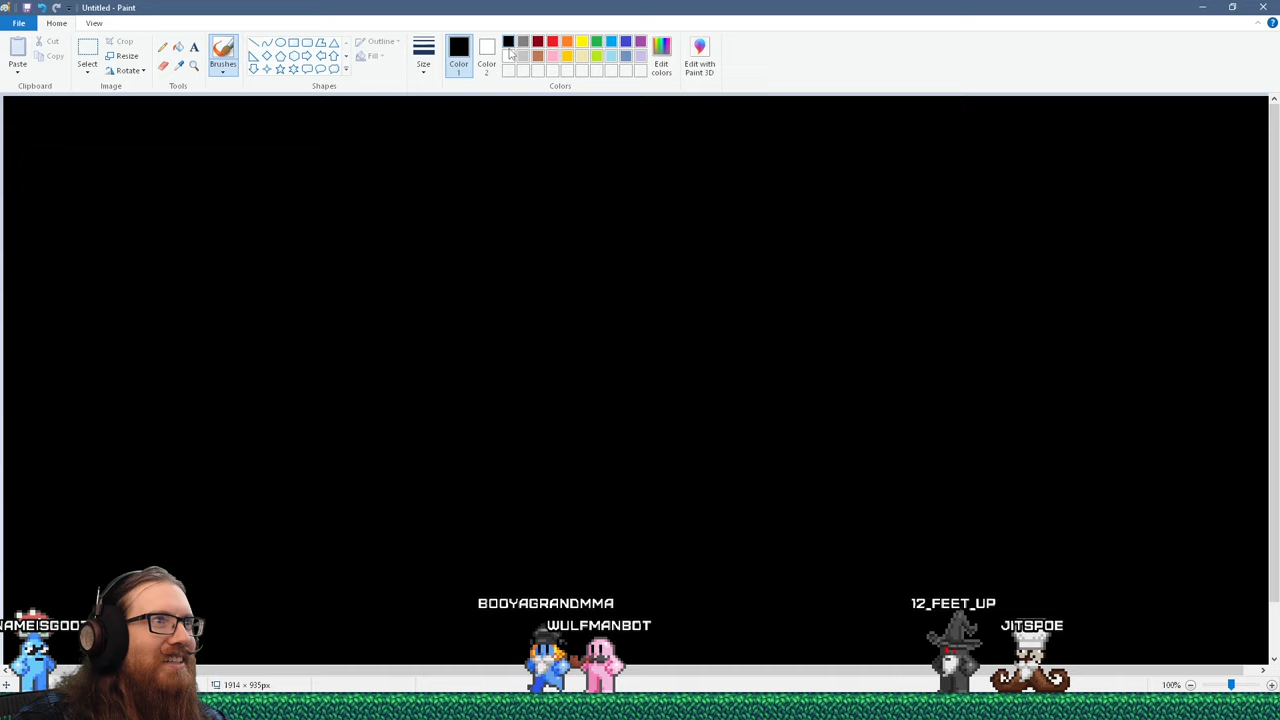 Untitled - Paint
File
Home
View
Paste
Cut
Copy
Clipboard
Select
Crop
Resize
Rotate
Image
A
Tools
Brushes
Outline
Fill
Shapes
Size
Color
1
Color
2
Edit
colors
Colors
Edit with
Paint 3D
BOOYAGRANDMMA
WULFMANBOT
12_FEET_UP
JITSPOE
1914 × 935px
100%